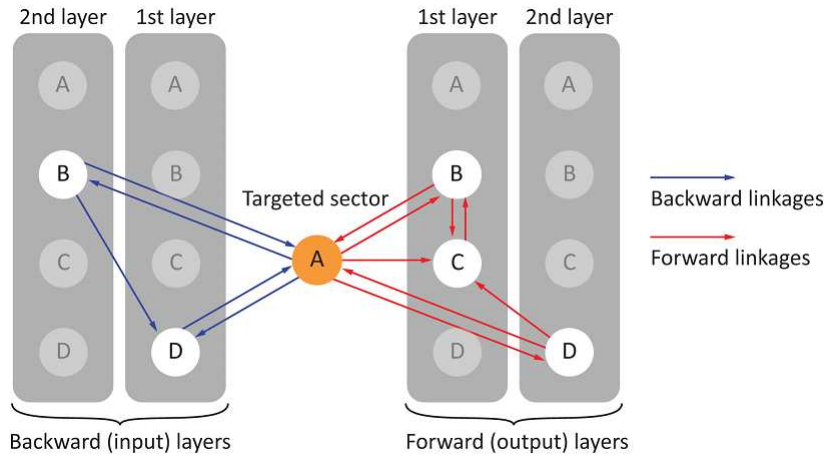 2nd layer 1st layer
1st layer 2nd layer
A
A
A
A
B
B
B
B
Targeted sector
Backward linkages
C
C
A
C
C
Forward linkages
D
D
D
D
Backward (input) layers
Forward (output) layers